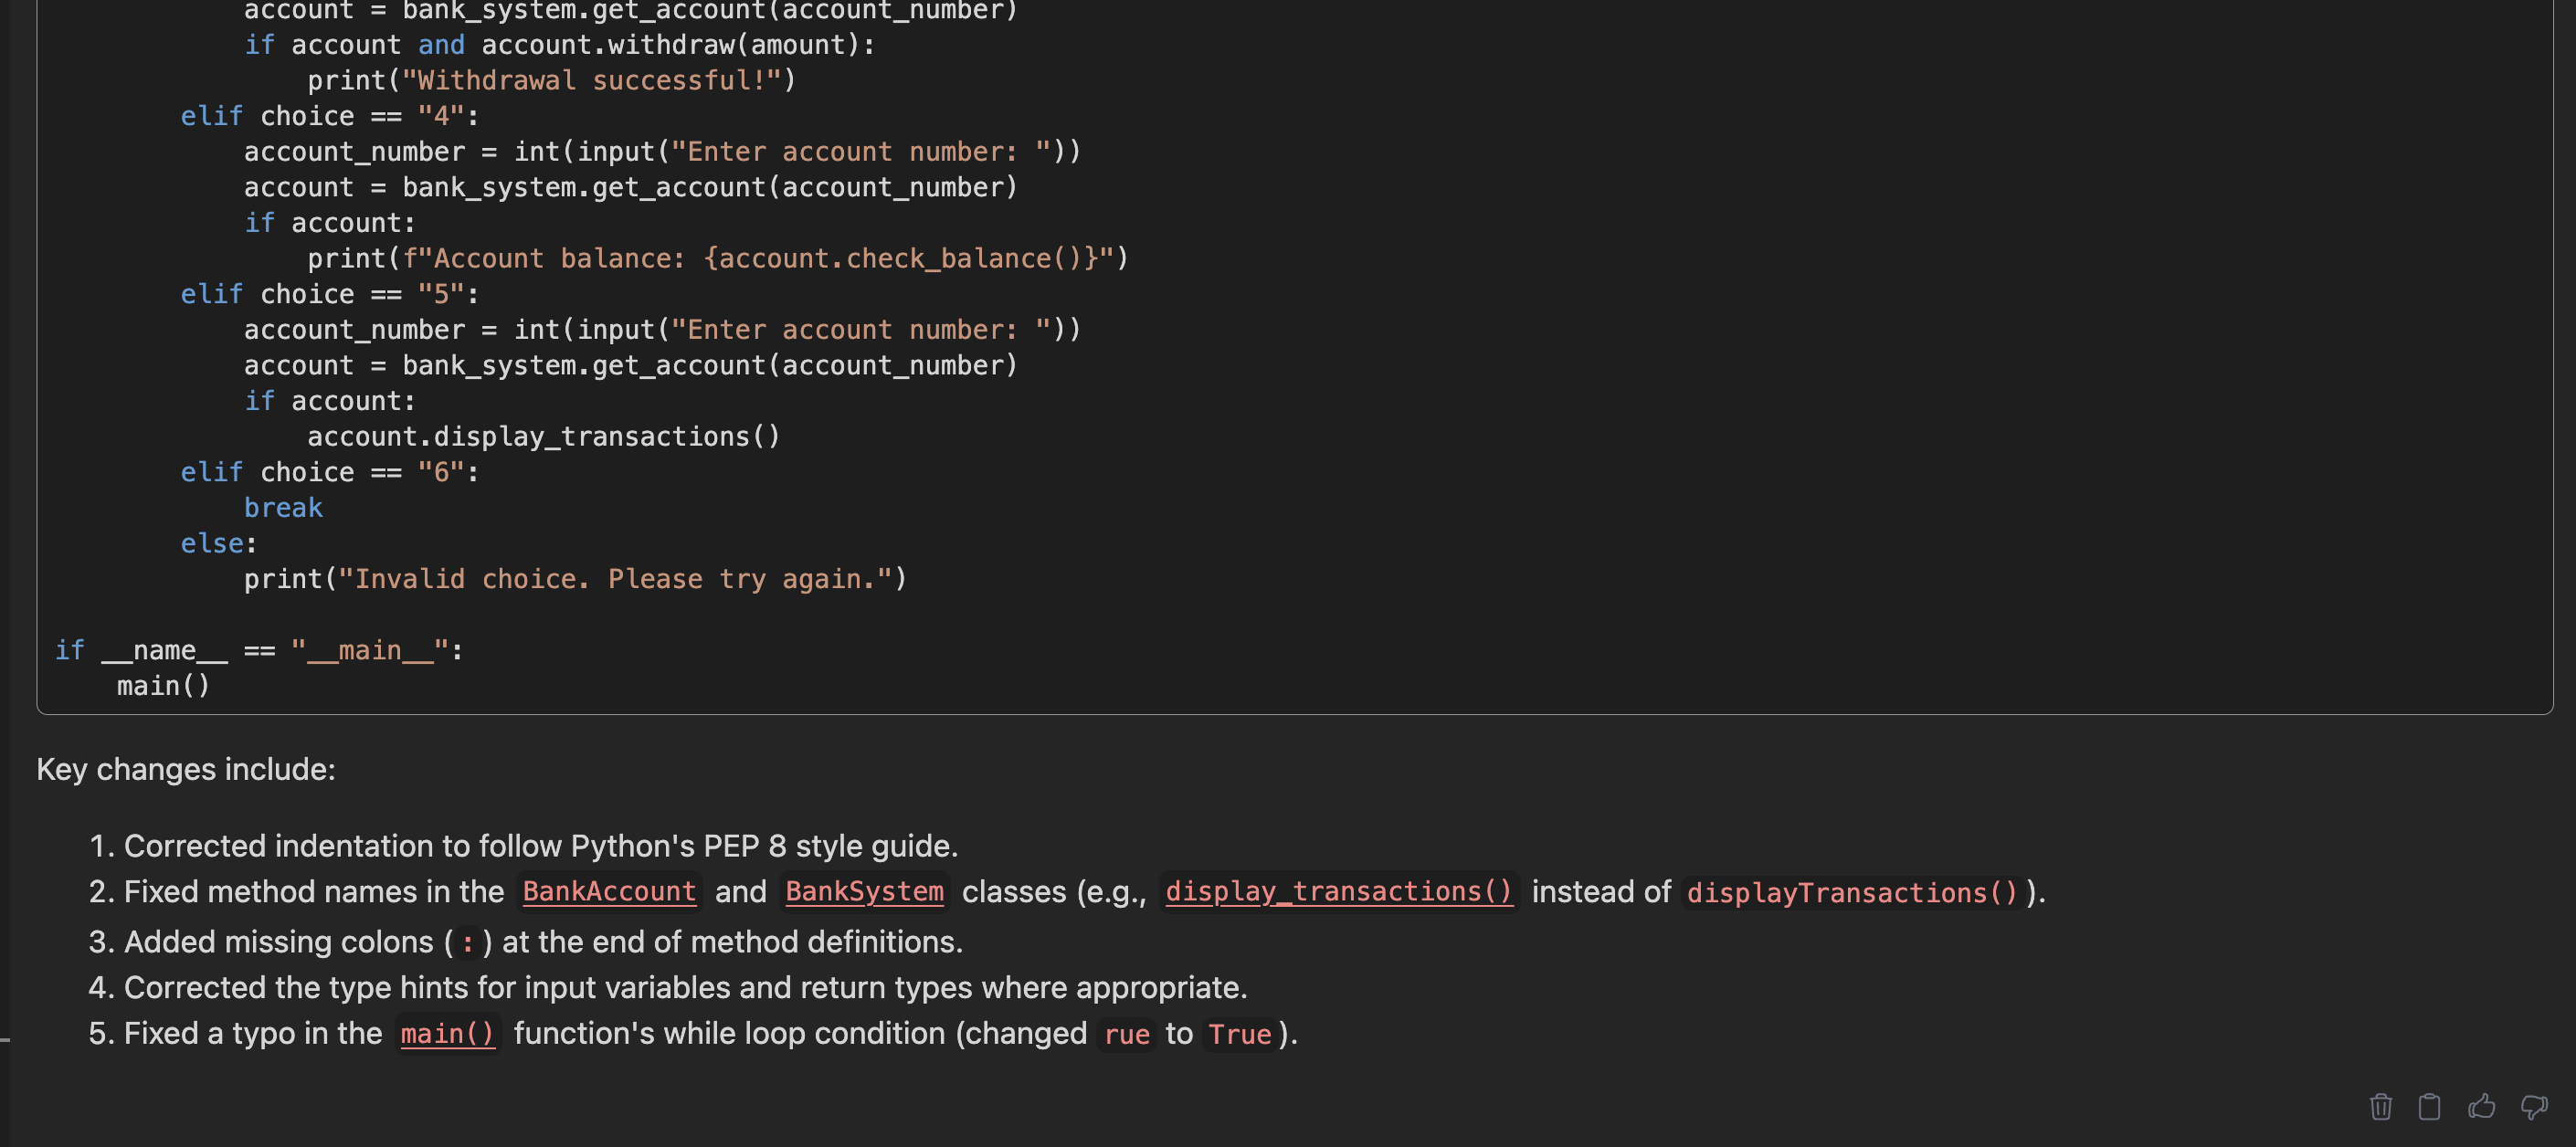 account = bank_system.get_account(account_number)
            if account and account.withdraw(amount):
                print("Withdrawal successful!")
        elif choice == "4":
            account_number = int(input("Enter account number: "))
            account = bank_system.get_account(account_number)
            if account:
                print(f"Account balance: {account.check_balance()}")
        elif choice == "5":
            account_number = int(input("Enter account number: "))
            account = bank_system.get_account(account_number)
            if account:
                account.display_transactions()
        elif choice == "6":
            break
        else:
            print("Invalid choice. Please try again.")

if __name__ == "__main__":
    main()
Key changes include:
1. Corrected indentation to follow Python's PEP 8 style guide.
2. Fixed method names in the BankAccount and BankSystem classes (e.g., display_transactions() instead of displayTransactions()).
3. Added missing colons (:) at the end of method definitions.
4. Corrected the type hints for input variables and return types where appropriate.
5. Fixed a typo in the main() function's while loop condition (changed rue to True).